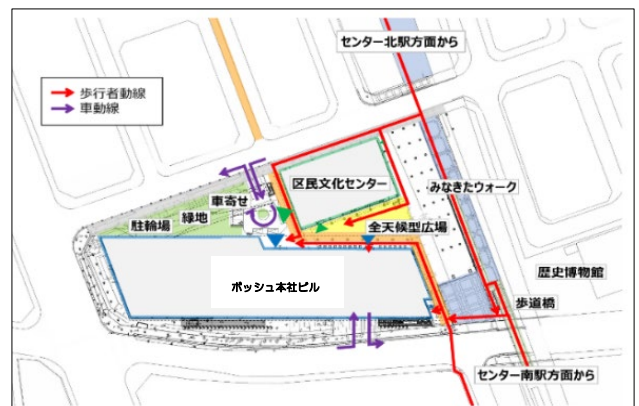 センター北駅方面から
歩行者動線
車動線
区民文化センター
みなきたウォーク
車寄せ
緑地
駐輪場
全天候型広場
歴史博物館
ボッシュ本社ビル
歩道橋
センター南駅方面から